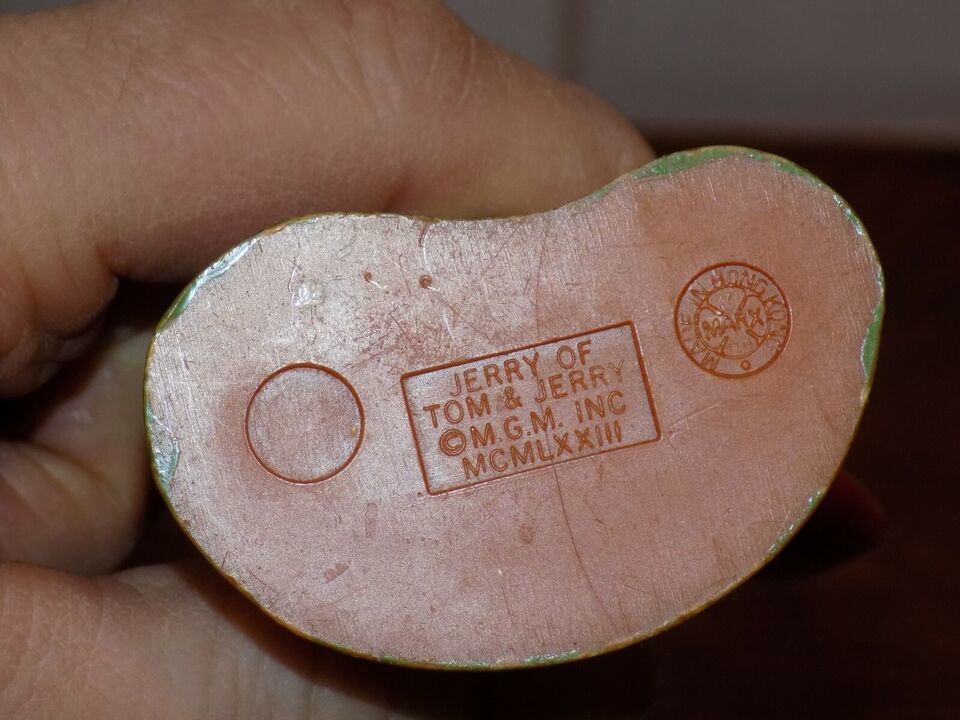 JERRY OF
TOM & JERRY
©M.G.M. INC
MCMLXXIII
MADE IN HONG KONG
MARX